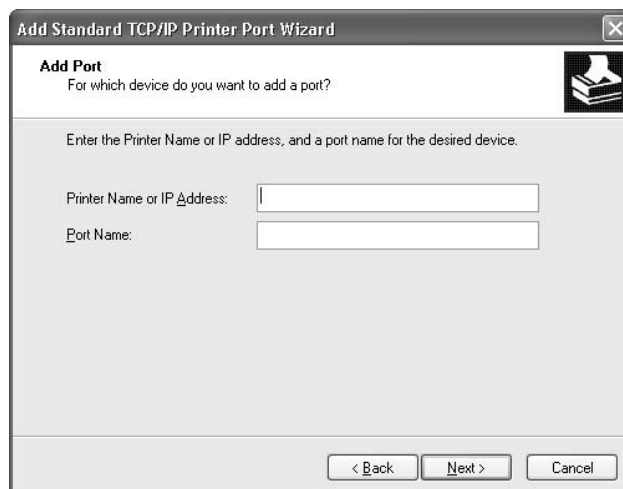 Add Standard TCP/IP Printer Port Wizard
Add Port
For which device do you want to add a port?
Enter the Printer Name or IP address, and a port name for the desired device.
Printer Name or IP Address:
Port Name:
< Back Next > Cancel